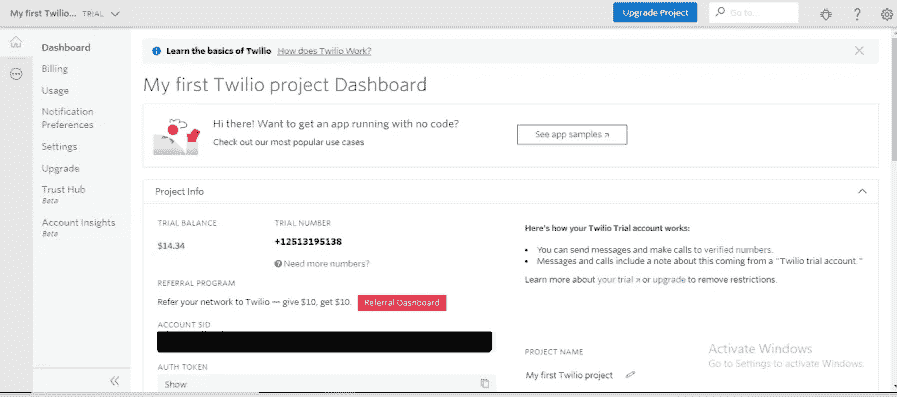 My first Twilio... TRIAL
Upgrade Project
Go to...
Dashboard
Billing
Usage
Notification
Preferences
Settings
Upgrade
Trust Hub
Beta
Account Insights
Beta
Learn the basics of Twilio How does Twilio Work?
My first Twilio project Dashboard
Hi there! Want to get an app running with no code?
Check out our most popular use cases
See app samples
Project Info
TRIAL BALANCE
$14.34
TRIAL NUMBER
+12513195138
Need more numbers?
REFERRAL PROGRAM
Refer your network to Twilio — give $10, get $10. Referral Dashboard
ACCOUNT SID
AUTH TOKEN
Show
Here's how your Twilio Trial account works:
• You can send messages and make calls to verified numbers.
• Messages and calls include a note about this coming from a "Twilio trial account."
Learn more about your trial or upgrade to remove restrictions.
PROJECT NAME
My first Twilio project
Activate Windows
Go to Settings to activate Windows.